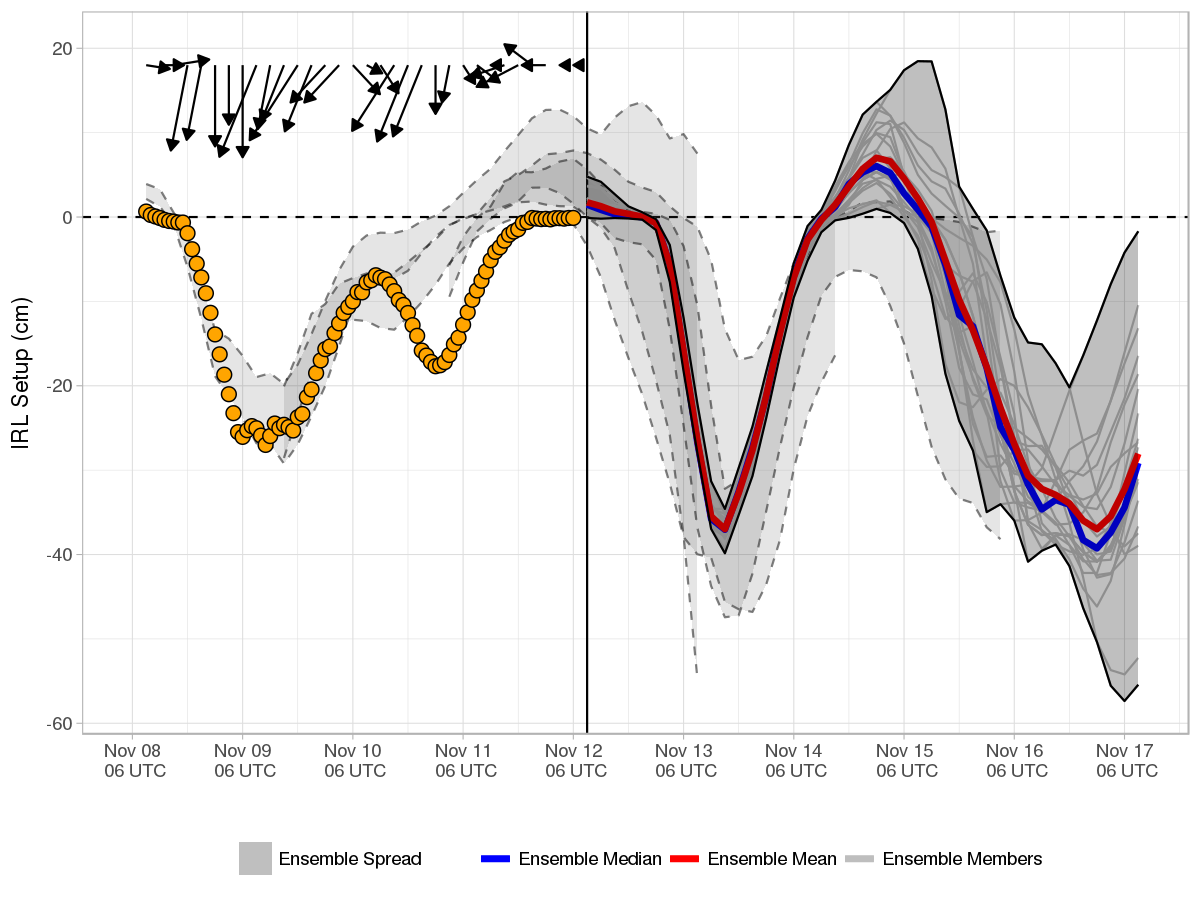 IRL Setup (cm)
20
0
-20
-40
-60
Nov 08 Nov 09 Nov 10 Nov 11 Nov 12 Nov 13 Nov 14 Nov 15 Nov 16 Nov 17
06 UTC 06 UTC 06 UTC 06 UTC 06 UTC 06 UTC 06 UTC 06 UTC 06 UTC 06 UTC
Ensemble Spread Ensemble Median Ensemble Mean Ensemble Members